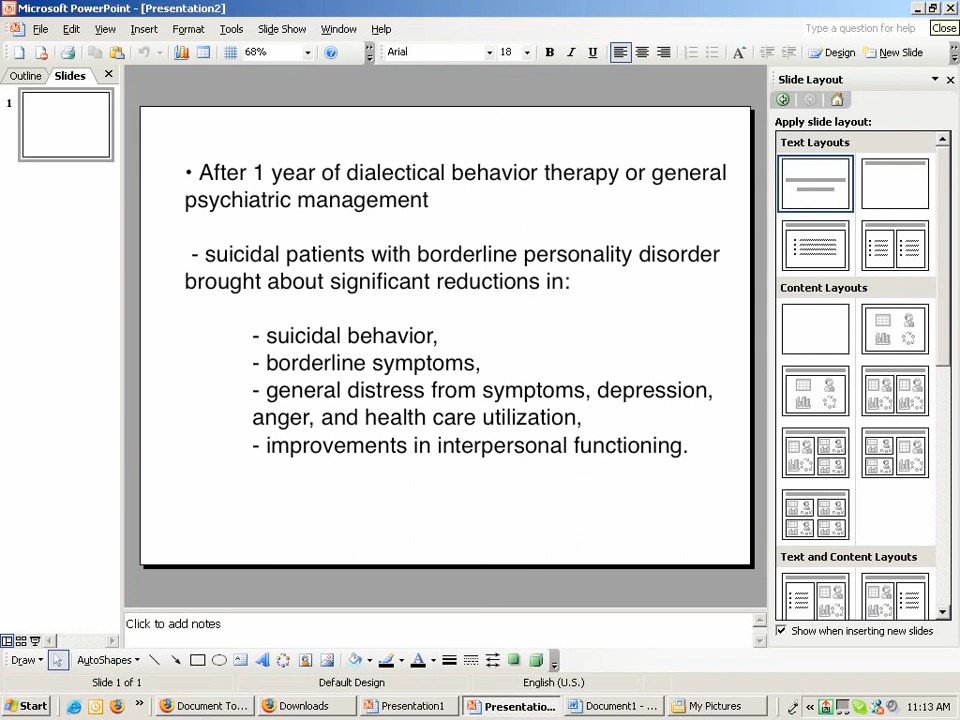 Microsoft PowerPoint - [Presentation2]
File Edit View Insert Format Tools Slide Show Window Help
Type a question for help
Close
68%
Arial
18
B I U
Design
New Slide
Outline Slides
Slide Layout
1
Apply slide layout:
Text Layouts
• After 1 year of dialectical behavior therapy or general
psychiatric management
- suicidal patients with borderline personality disorder
brought about significant reductions in:
- suicidal behavior,
- borderline symptoms,
- general distress from symptoms, depression,
anger, and health care utilization,
- improvements in interpersonal functioning.
Content Layouts
Text and Content Layouts
Show when inserting new slides
Click to add notes
Draw AutoShapes
Slide 1 of 1
Default Design
English (U.S.)
Start
»
Document To...
Downloads
Presentation1
Presentatio...
Document1 - ...
My Pictures
«
11:13 AM